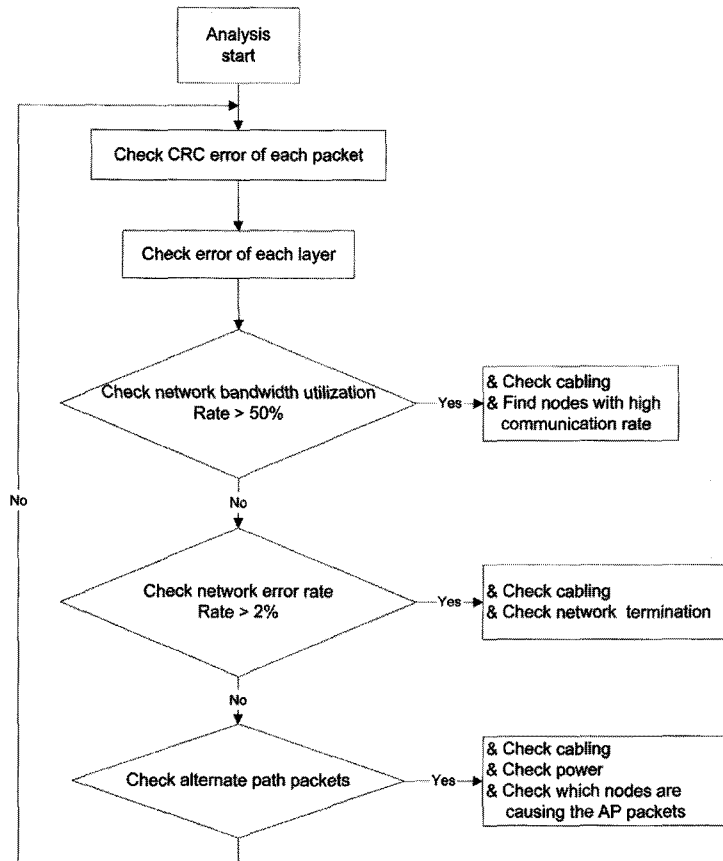 Analysis
start
Check CRC error of each packet
Check error of each layer
Check network bandwidth utilization
Rate > 50%
Yes
& Check cabling
& Find nodes with high
communication rate
No
No
Check network error rate
Rate > 2%
Yes
& Check cabling
& Check network termination
No
Check alternate path packets
Yes
& Check cabling
& Check power
& Check which nodes are
causing the AP packets